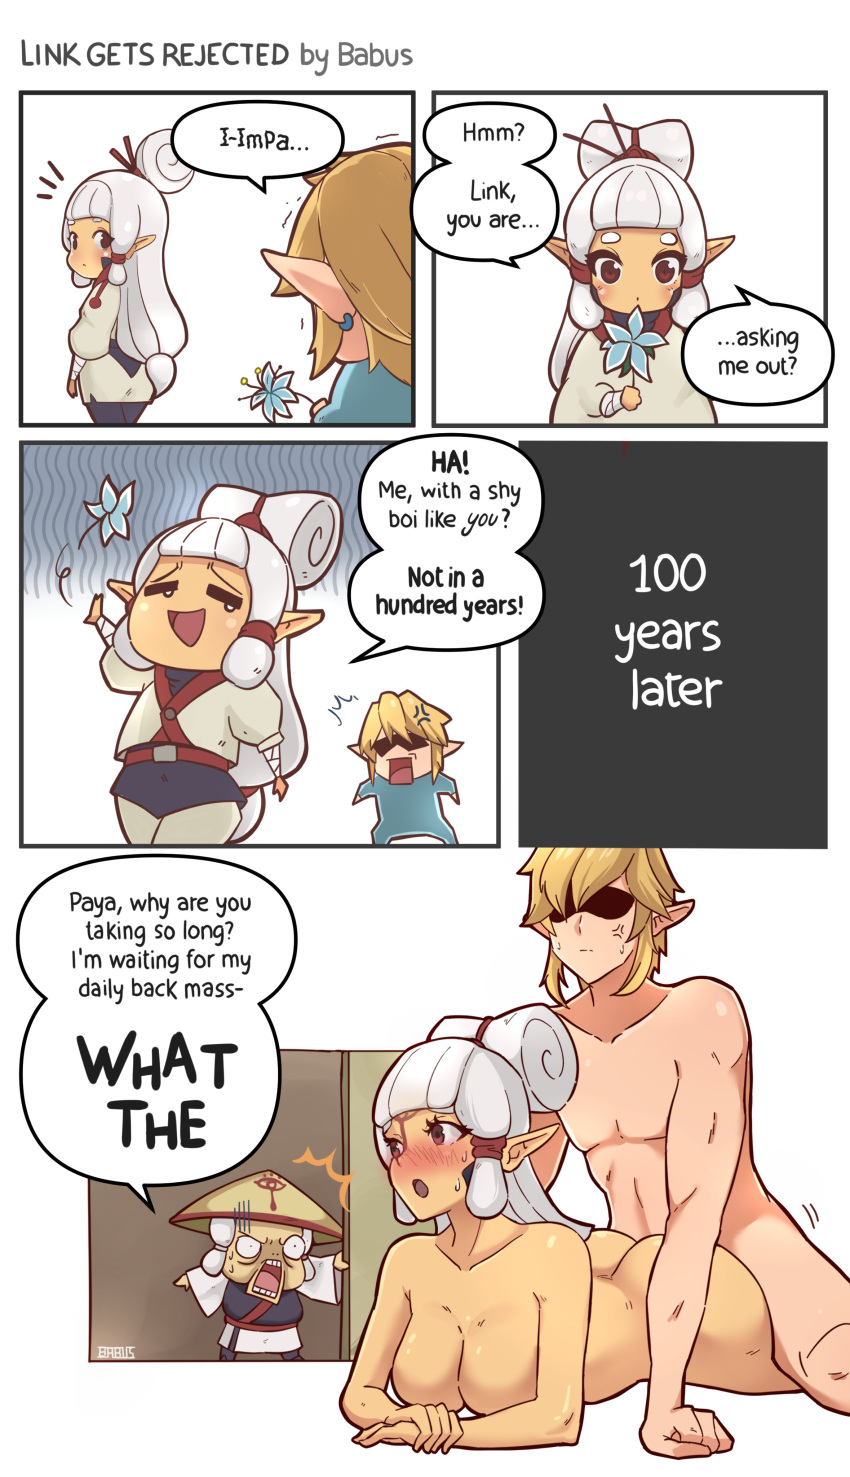 LINK GETS REJECTED by Babus
I-ImPa...
Hmm?
Link,
you are...
...asking
me out?
HA!
Me, with a shy
boi like you?
Not in a
hundred years!
100
years
later
Paya, why are you
taking so long?
I'm waiting for my
daily back mass-
WHAT
THE
BABUS